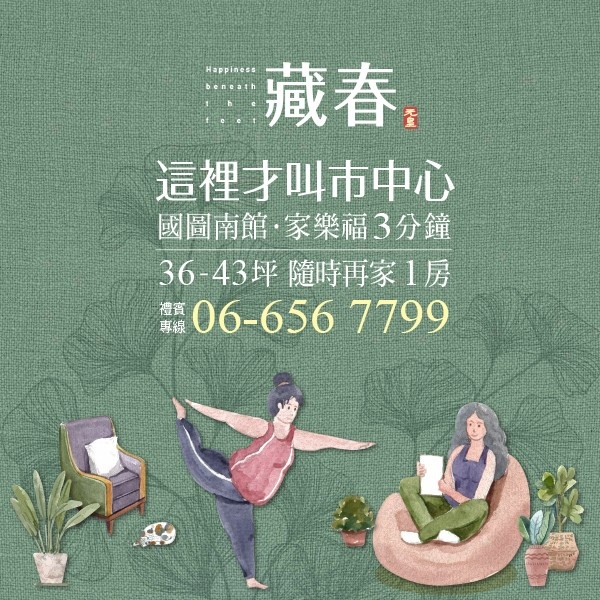 Happiness
beneath
the
feet
藏春
元皇
這裡才叫市中心
國圖南館·家樂福3分鐘
36-43坪 隨時再家1房
禮賓
專線 06-656 7799